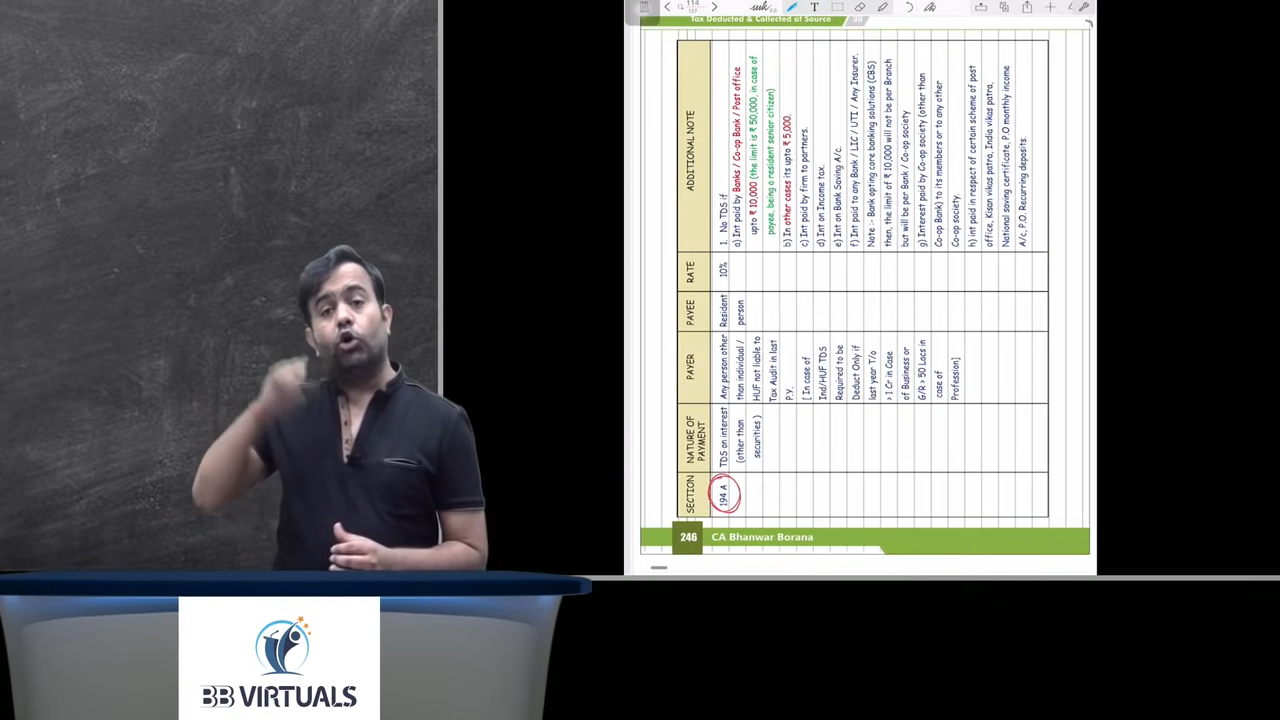 114
127
Tax Deducted & Collected at Source
30
SECTION
NATURE OF
PAYMENT
PAYER
PAYEE
RATE
ADDITIONAL NOTE
194 A
TDS on interest
(other than
securities )
Any person other
than individual /
HUF not liable to
Tax Audit in last
P.Y.
[ In case of
Ind/HUF TDS
Required to be
Deduct Only if
last year T/o
> 1 Cr in Case
of Business or
G/R > 50 Lacs in
case of
Profession]
Resident
person
10%
1. No TDS if
a) Int paid by Banks / Co-op Bank / Post office
upto ₹ 10,000 (the limit is ₹ 50,000, in case of
payee, being a resident senior citizen)
b) In other cases its upto ₹ 5,000.
c) Int paid by firm to partners.
d) Int on Income tax.
e) Int on Bank Saving A/c.
f) Int paid to any Bank / LIC / UTI / Any Insurer.
Note :- Bank opting core banking solutions (CBS)
then, the limit of ₹ 10,000 will not be per Branch
but will be per Bank / Co-op society
g) Interest paid by Co-op society (other than
Co-op Bank) to its members or to any other
Co-op society.
h) int paid in respect of certain scheme of post
office, Kisan vikas patra, India vikas patra,
National saving certificate, P.O monthly income
A/c, P.O. Recurring deposits.
246 CA Bhanwar Borana
BB VIRTUALS